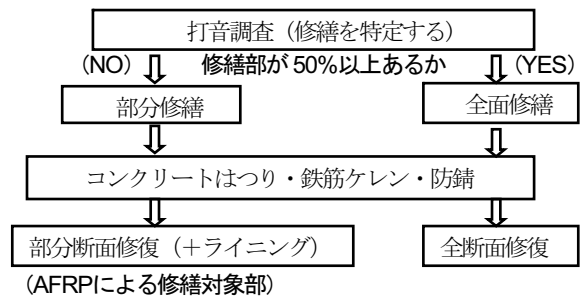 打音調査（修繕を特定する）
（NO） 修繕部が 50%以上あるか （YES）
部分修繕 全面修繕
コンクリートはつり・鉄筋ケレン・防錆
部分断面修復（＋ライニング） 全断面修復
（AFRPによる修繕対象部）